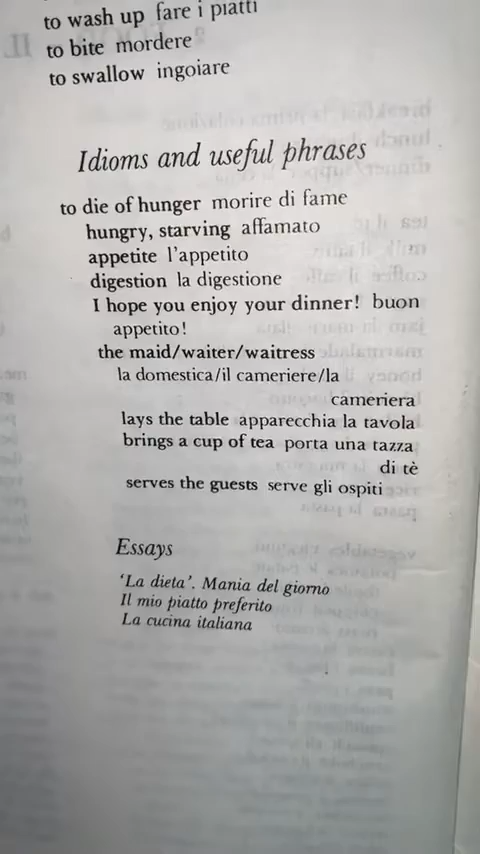 to wash up fare i piatti
to bite mordere
to swallow ingoiare
Idioms and useful phrases
to die of hunger morire di fame
hungry, starving affamato
appetite l'appetito
digestion la digestione
I hope you enjoy your dinner! buon
appetito!
the maid/waiter/waitress
la domestica/il cameriere/la
cameriera
lays the table apparecchia la tavola
brings a cup of tea porta una tazza
di tè
serves the guests serve gli ospiti
Essays
'La dieta'. Mania del giorno
Il mio piatto preferito
La cucina italiana